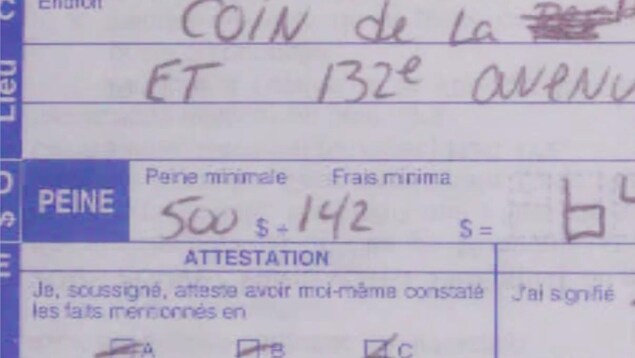 Endroit
COIN de La
ET 132e avenu
Lieu
PEINE
Peine minimale Frais minima
500 $ + 142 $ = 64
ATTESTATION
Je, soussigné, atteste avoir moi-même constaté
les faits mentionnés en
J'ai signifié
A B C